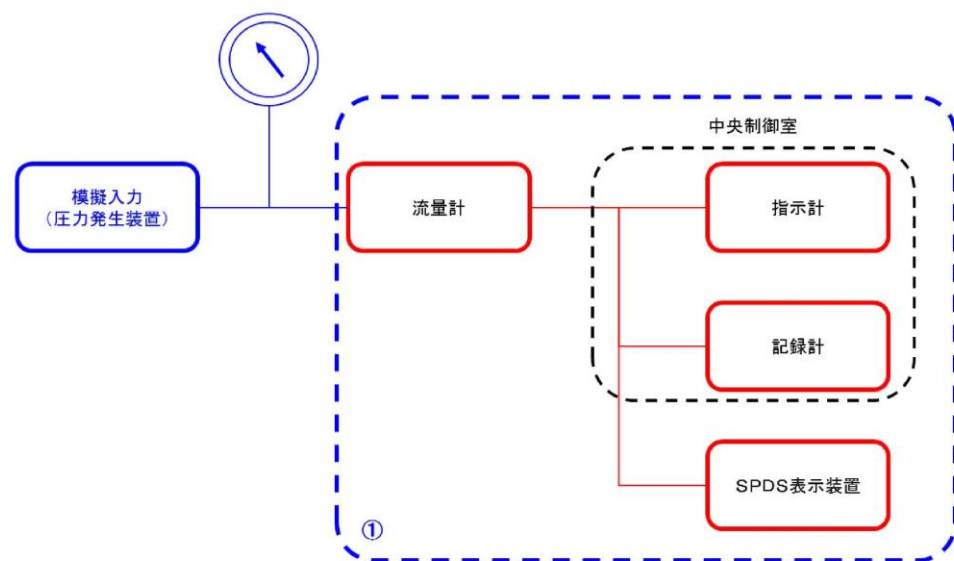 中央制御室
模擬入力
（圧力発生装置）
流量計
指示計
記録計
SPDS表示装置
①